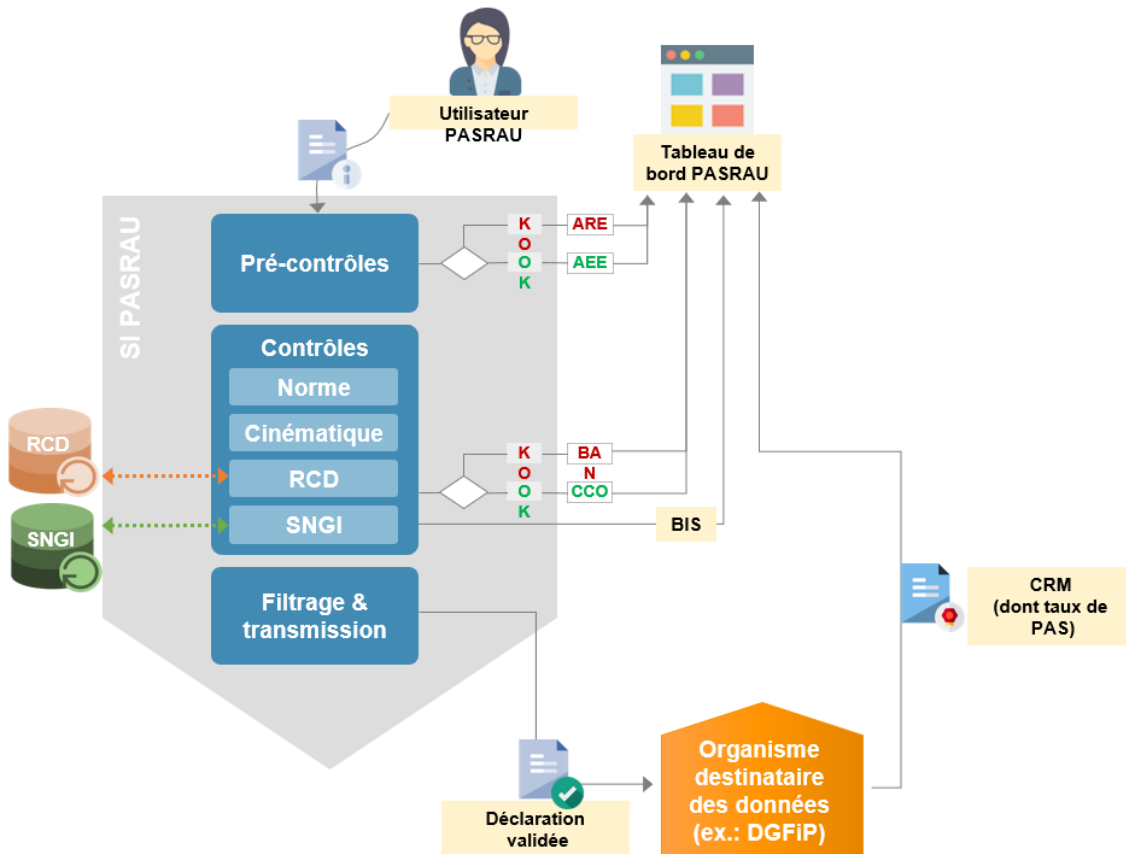 Utilisateur
PASRAU
Tableau de
bord PASRAU
SI PASRAU
Pré-contrôles
K
O
ARE
O
K
AEE
Contrôles
Norme
Cinématique
RCD
SNGI
RCD
SNGI
K
O
BA
N
O
K
CCO
BIS
Filtrage &
transmission
CRM
(dont taux de
PAS)
Organisme
destinataire
des données
(ex.: DGFiP)
Déclaration
validée